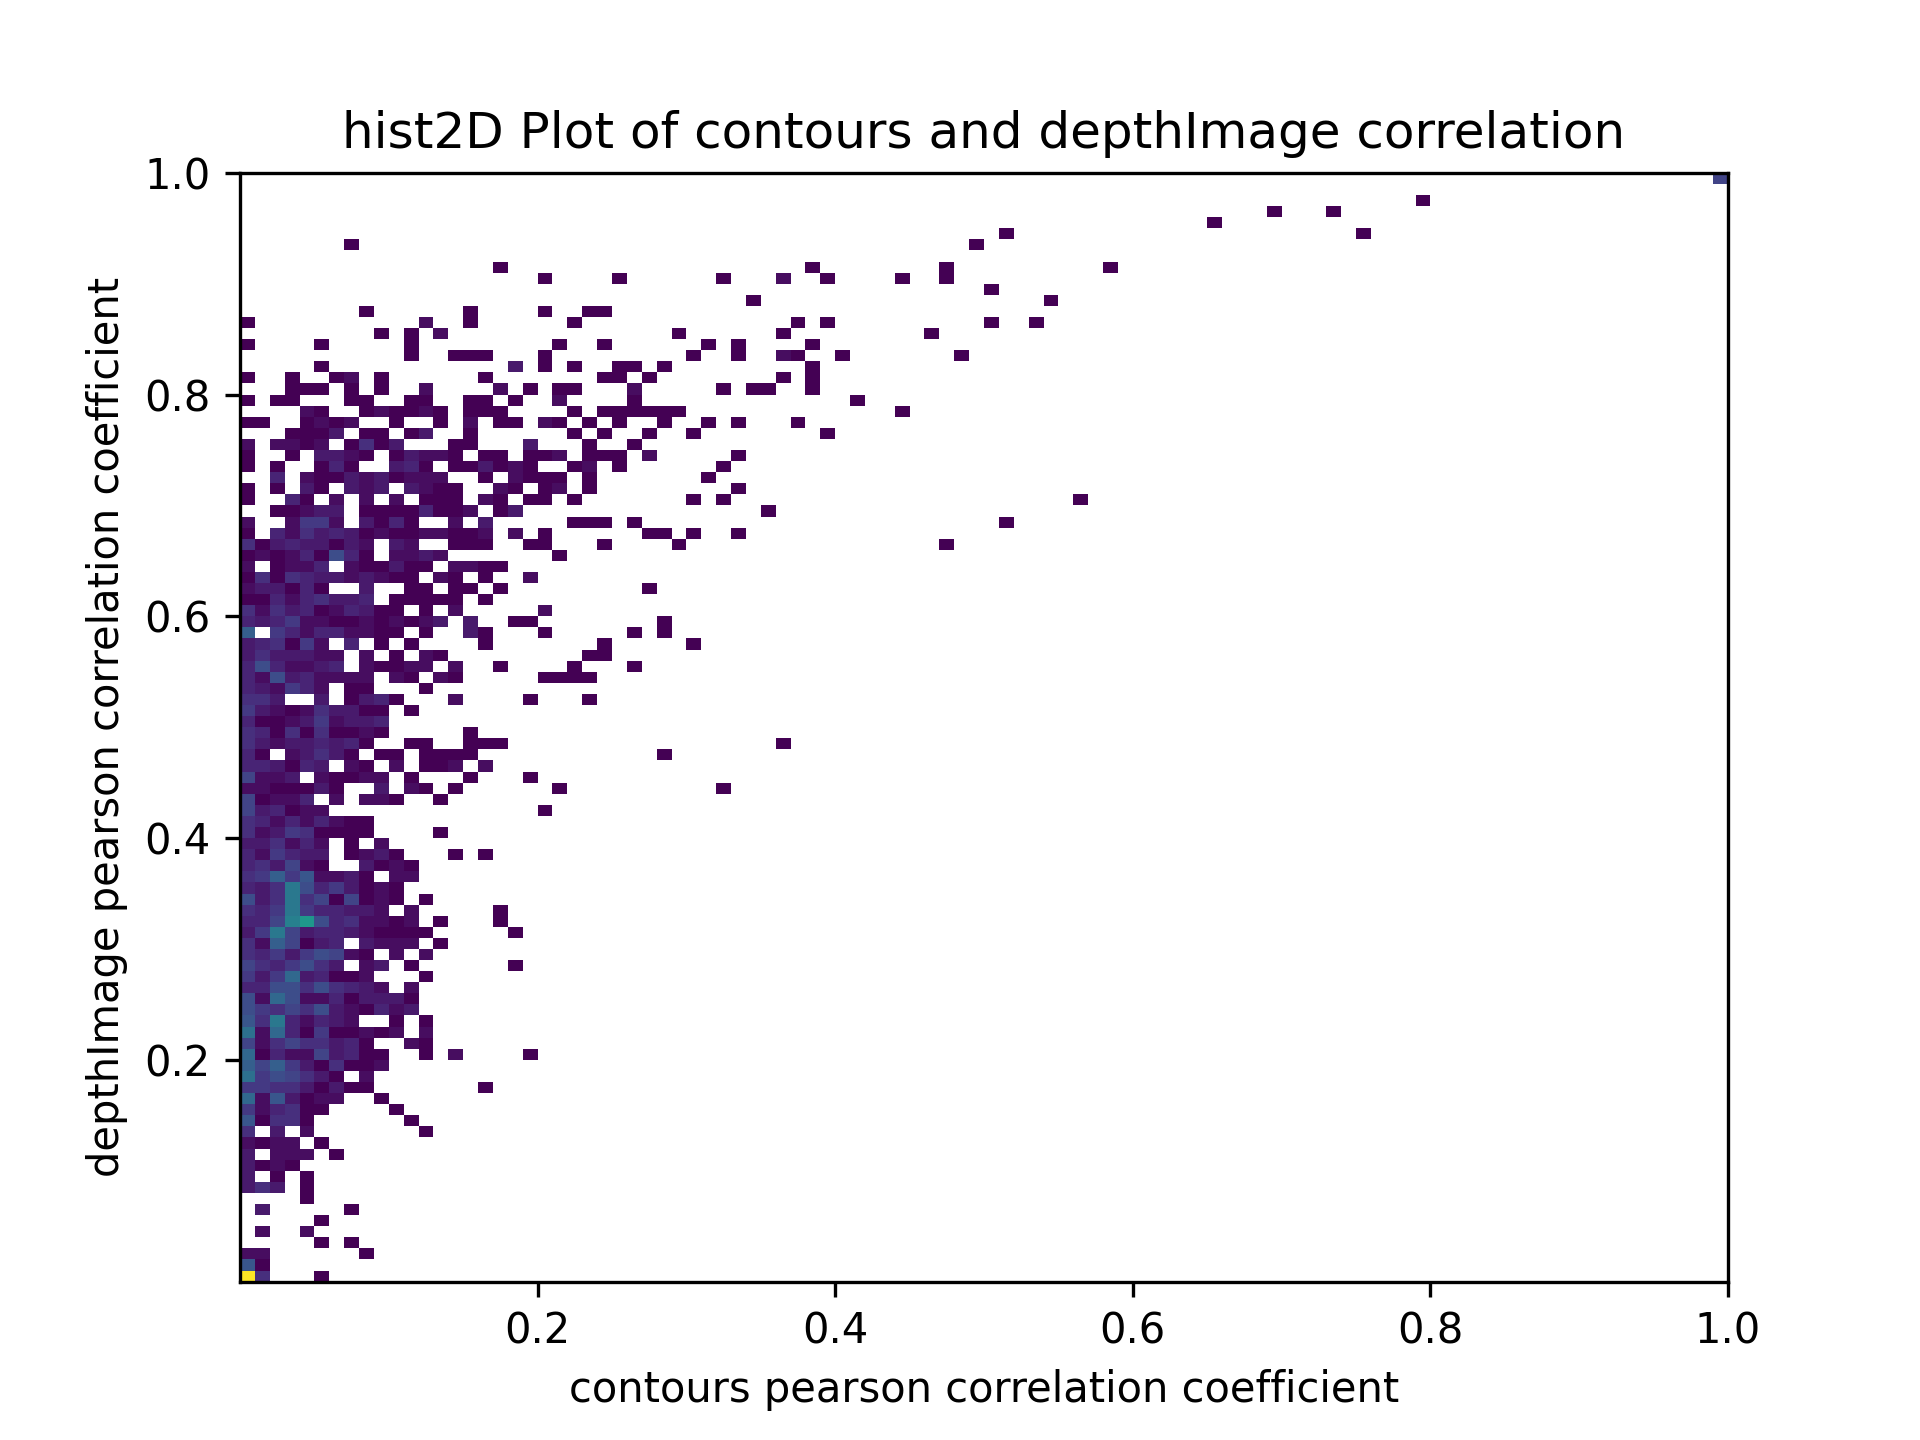 hist2D Plot of contours and depthImage correlation
1.0
0.8
0.6
0.4
0.2
depthImage pearson correlation coefficient
0.2 0.4 0.6 0.8 1.0
contours pearson correlation coefficient